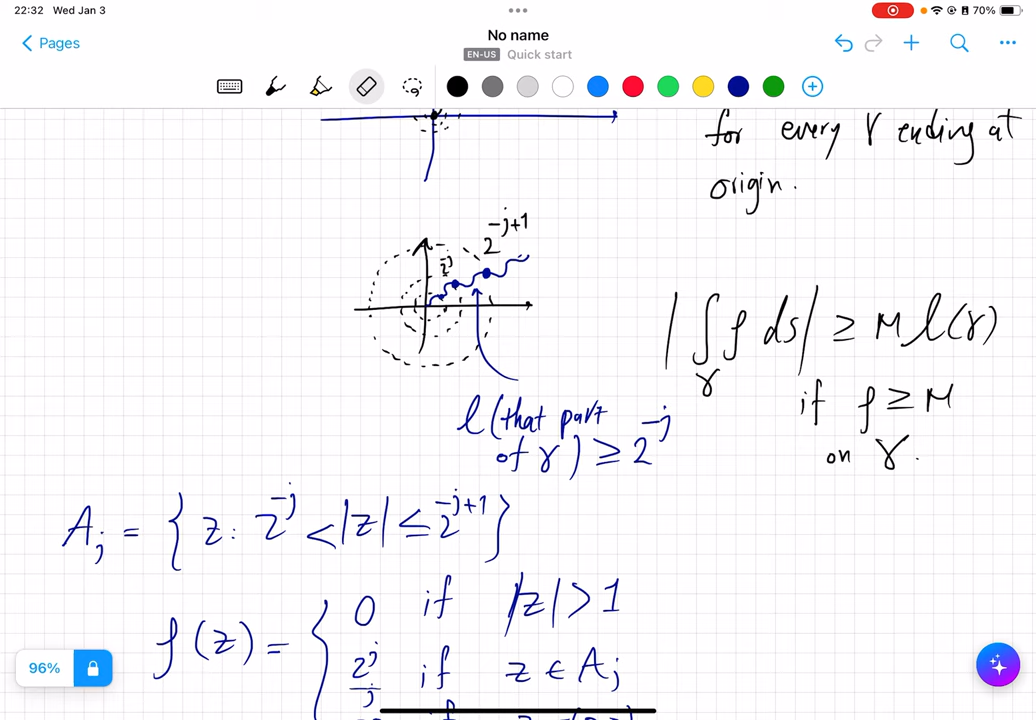 22:32 Wed Jan 3
70%
Pages
No name
EN-US Quick start
for every γ ending at
origin.
2^{-j+1}
2^{-j}
|∫_γ ρ ds| ≥ M l(γ)
if ρ ≥ M
on γ.
l(that part
of γ) ≥ 2^{-j}
A_j = { z : 2^{-j} < |z| ≤ 2^{-j+1} }
ρ(z) = { 0 if |z| > 1
2^j/j if z ∈ A_j
96%